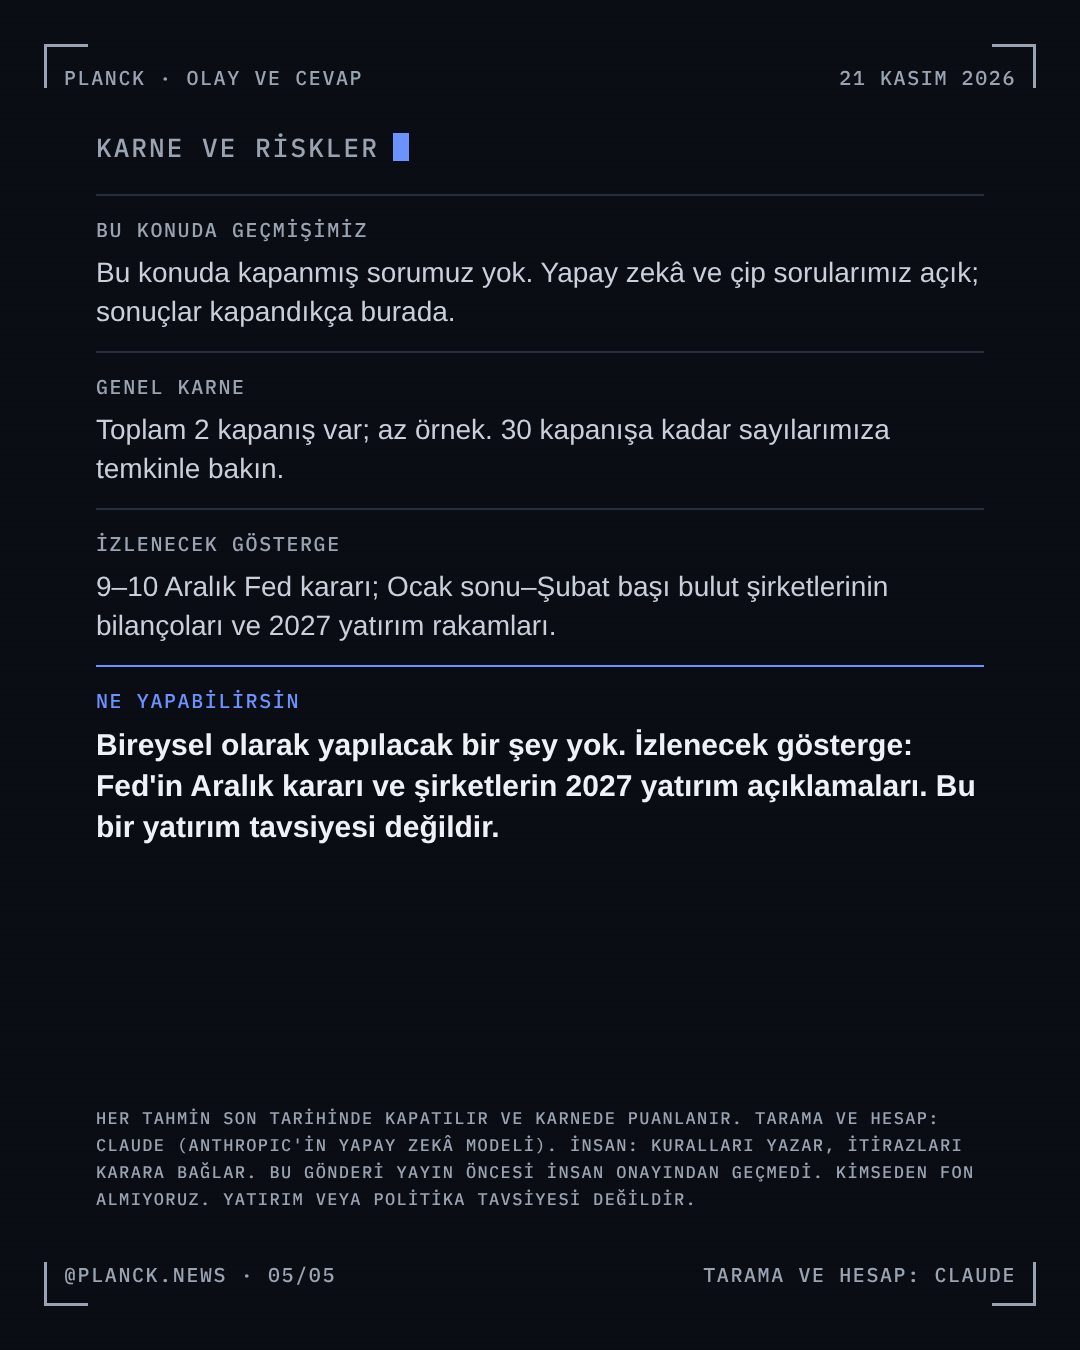 PLANCK · OLAY VE CEVAP
21 KASIM 2026
KARNE VE RİSKLER
BU KONUDA GEÇMİŞİMİZ
Bu konuda kapanmış sorumuz yok. Yapay zekâ ve çip sorularımız açık;
sonuçlar kapandıkça burada.
GENEL KARNE
Toplam 2 kapanış var; az örnek. 30 kapanışa kadar sayılarımıza
temkinle bakın.
İZLENECEK GÖSTERGE
9–10 Aralık Fed kararı; Ocak sonu–Şubat başı bulut şirketlerinin
bilançoları ve 2027 yatırım rakamları.
NE YAPABİLİRSİN
Bireysel olarak yapılacak bir şey yok. İzlenecek gösterge:
Fed'in Aralık kararı ve şirketlerin 2027 yatırım açıklamaları. Bu
bir yatırım tavsiyesi değildir.
HER TAHMİN SON TARİHİNDE KAPATILIR VE KARNEDE PUANLANIR. TARAMA VE HESAP:
CLAUDE (ANTHROPIC'İN YAPAY ZEKÂ MODELİ). İNSAN: KURALLARI YAZAR, İTİRAZLARI
KARARA BAĞLAR. BU GÖNDERİ YAYIN ÖNCESİ İNSAN ONAYINDAN GEÇMEDİ. KİMSEDEN FON
ALMIYORUZ. YATIRIM VEYA POLİTİKA TAVSİYESİ DEĞİLDİR.
@PLANCK.NEWS · 05/05
TARAMA VE HESAP: CLAUDE